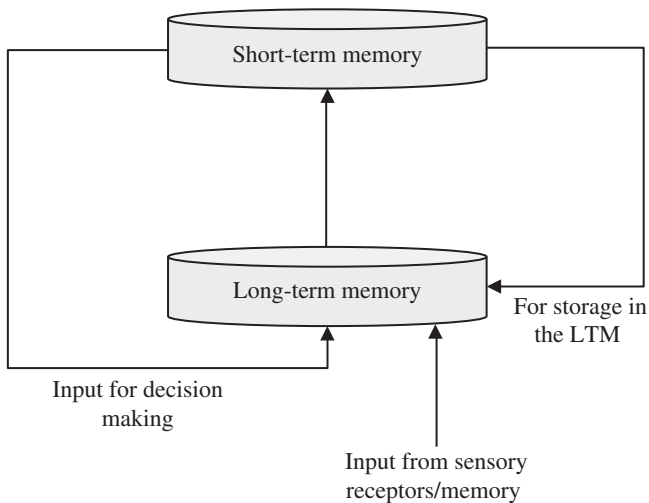 Short-term memory
Long-term memory
For storage in
the LTM
Input for decision
making
Input from sensory
receptors/memory